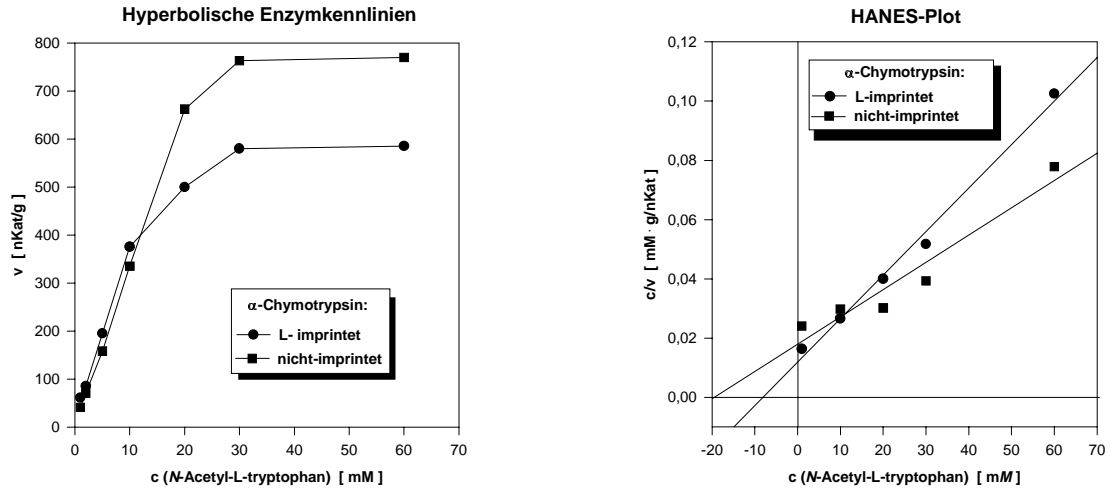 Hyperbolische Enzymkennlinien
800
700
600
500
400
300
200
100
0
v [ nKat/g ]
α-Chymotrypsin:
L- imprintet
nicht-imprintet
0 10 20 30 40 50 60 70
c (N-Acetyl-L-tryptophan) [ mM ]
HANES-Plot
0,12
0,10
0,08
0,06
0,04
0,02
0,00
c/v [ mM · g/nKat ]
α-Chymotrypsin:
L-imprintet
nicht-imprintet
-20 -10 0 10 20 30 40 50 60 70
c (N-Acetyl-L-tryptophan) [ mM ]